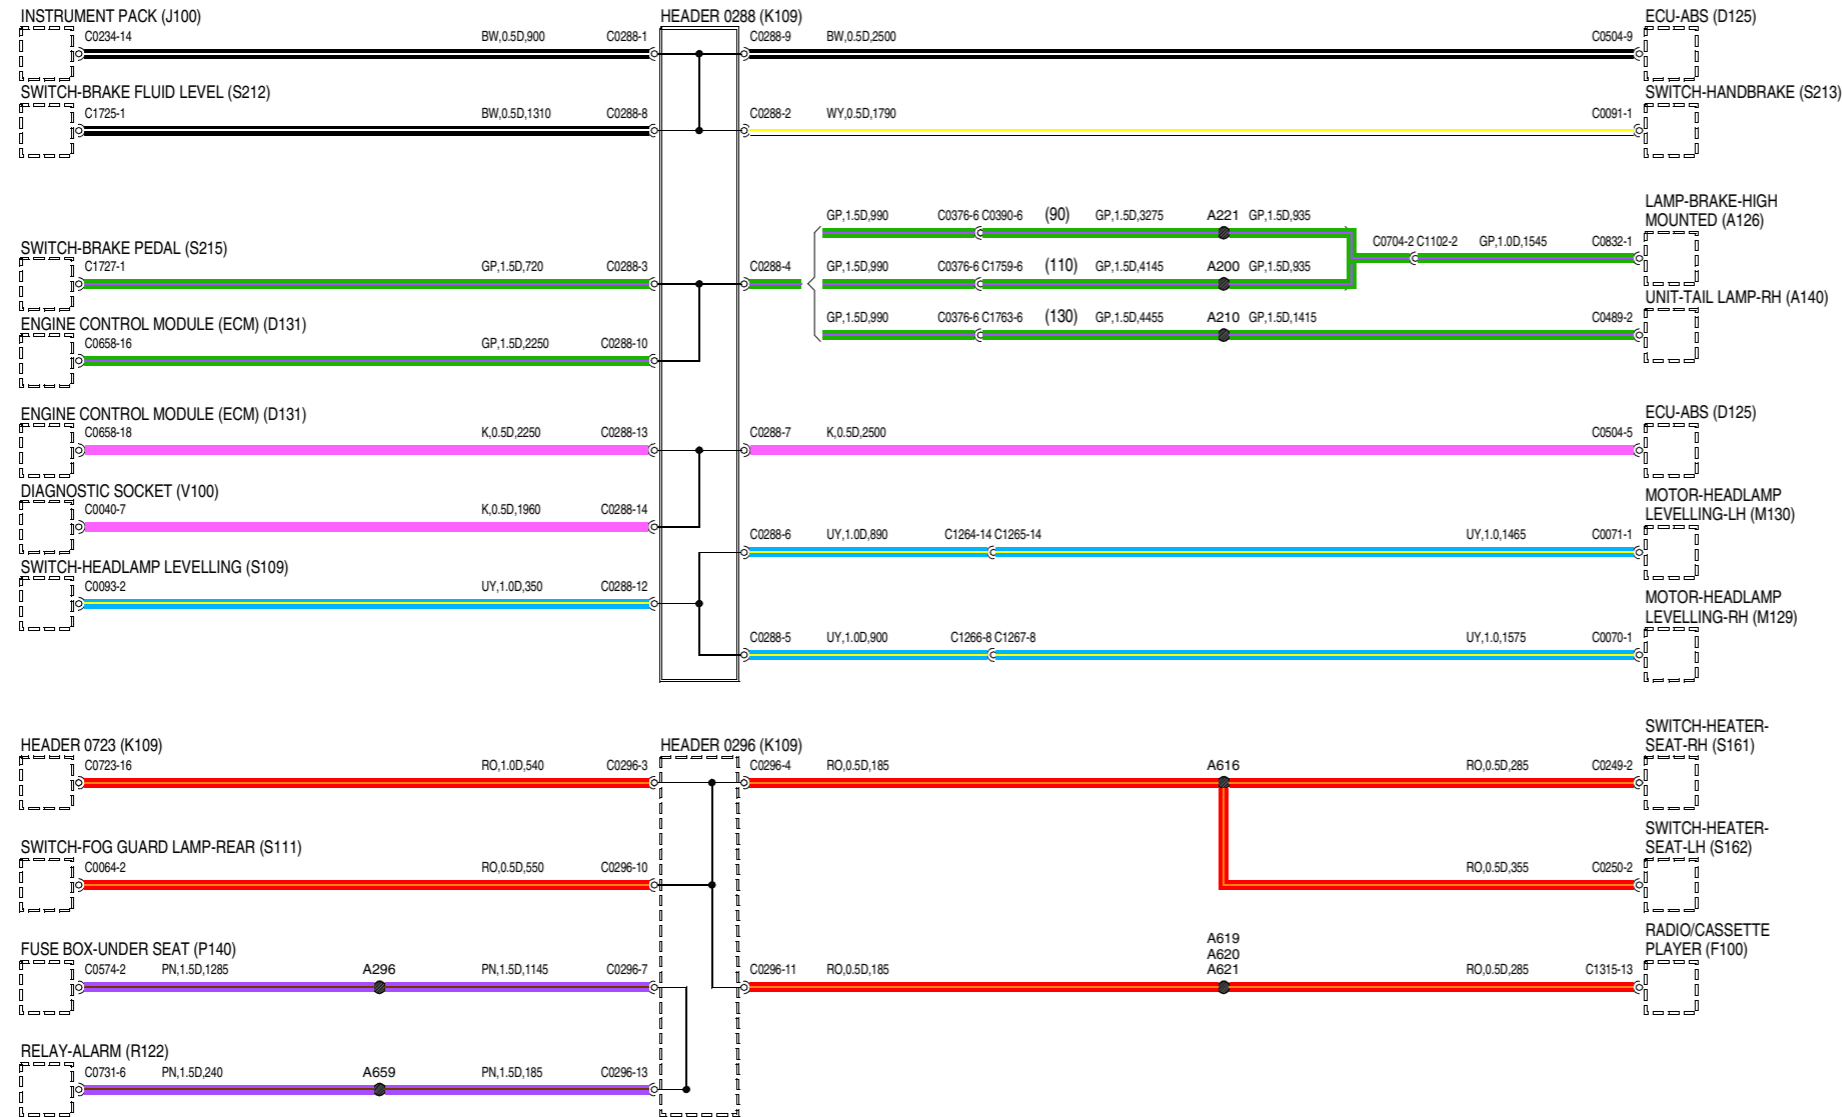 INSTRUMENT PACK (J100)
HEADER 0288 (K109)
ECU-ABS (D125)
C0234-14
BW,0.5D,900
C0288-1
C0288-9
BW,0.5D,2500
C0504-9
SWITCH-BRAKE FLUID LEVEL (S212)
SWITCH-HANDBRAKE (S213)
C1725-1
BW,0.5D,1310
C0288-8
C0288-2
WY,0.5D,1790
C0091-1
LAMP-BRAKE-HIGH
MOUNTED (A126)
GP,1.5D,990
C0376-6 C0390-6
(90)
GP,1.5D,3275
A221
GP,1.5D,935
C0704-2 C1102-2
GP,1.0D,1545
C0832-1
SWITCH-BRAKE PEDAL (S215)
C1727-1
GP,1.5D,720
C0288-3
C0288-4
GP,1.5D,990
C0376-6 C1759-6
(110)
GP,1.5D,4145
A200
GP,1.5D,935
UNIT-TAIL LAMP-RH (A140)
GP,1.5D,990
C0376-6 C1763-6
(130)
GP,1.5D,4455
A210
GP,1.5D,1415
C0489-2
ENGINE CONTROL MODULE (ECM) (D131)
C0658-16
GP,1.5D,2250
C0288-10
ENGINE CONTROL MODULE (ECM) (D131)
ECU-ABS (D125)
C0658-18
K,0.5D,2250
C0288-13
C0288-7
K,0.5D,2500
C0504-5
DIAGNOSTIC SOCKET (V100)
C0040-7
K,0.5D,1960
C0288-14
MOTOR-HEADLAMP
LEVELLING-LH (M130)
C0288-6
UY,1.0D,890
C1264-14 C1265-14
UY,1.0,1465
C0071-1
SWITCH-HEADLAMP LEVELLING (S109)
C0093-2
UY,1.0D,350
C0288-12
MOTOR-HEADLAMP
LEVELLING-RH (M129)
C0288-5
UY,1.0D,900
C1266-8 C1267-8
UY,1.0,1575
C0070-1
HEADER 0723 (K109)
HEADER 0296 (K109)
SWITCH-HEATER-
SEAT-RH (S161)
C0723-16
RO,1.0D,540
C0296-3
C0296-4
RO,0.5D,185
A616
RO,0.5D,285
C0249-2
SWITCH-FOG GUARD LAMP-REAR (S111)
SWITCH-HEATER-
SEAT-LH (S162)
C0064-2
RO,0.5D,550
C0296-10
RO,0.5D,355
C0250-2
FUSE BOX-UNDER SEAT (P140)
RADIO/CASSETTE
PLAYER (F100)
C0574-2
PN,1.5D,1285
A296
PN,1.5D,1145
C0296-7
C0296-11
RO,0.5D,185
A619
A620
A621
RO,0.5D,285
C1315-13
RELAY-ALARM (R122)
C0731-6
PN,1.5D,240
A659
PN,1.5D,185
C0296-13